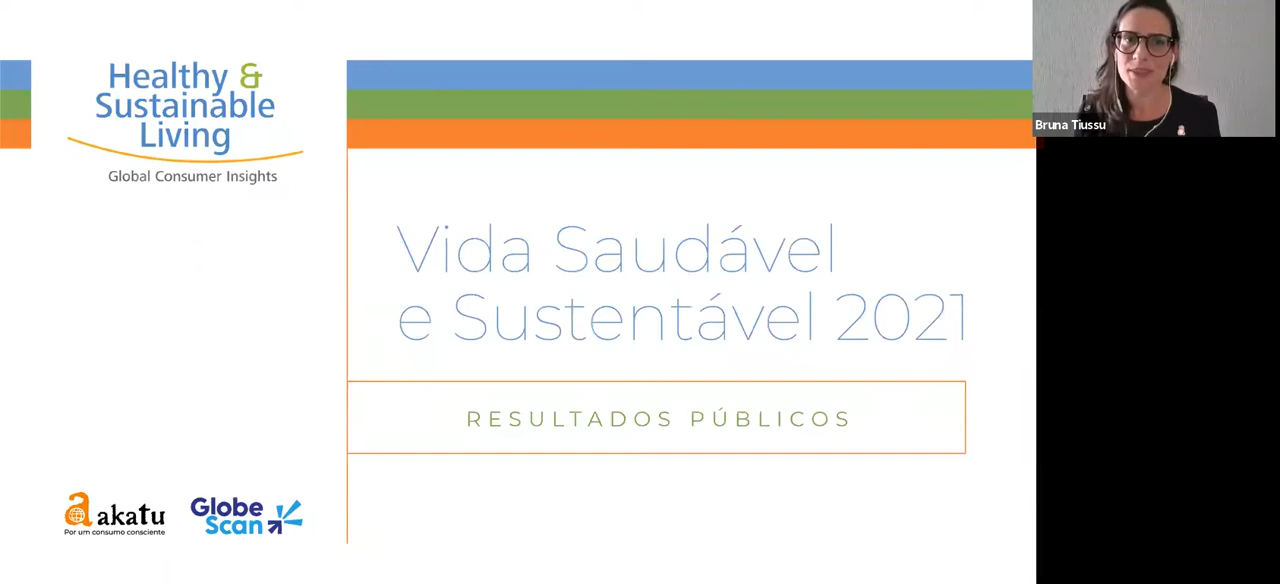 Healthy &
Sustainable
Living
Global Consumer Insights
Vida Saudável
e Sustentável 2021
RESULTADOS PÚBLICOS
a akatu
Por um consumo consciente
Globe
Scan
Bruna Tiussu